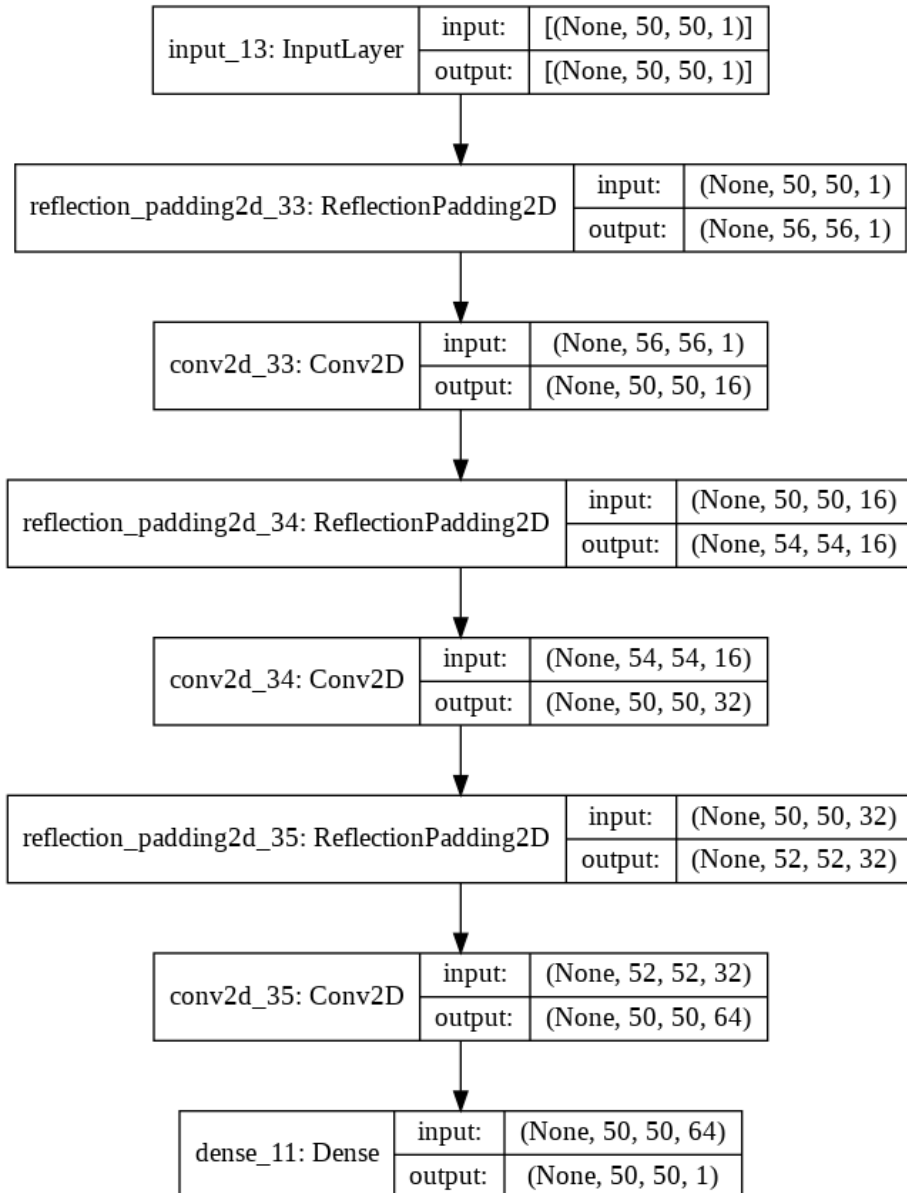 input_13: InputLayer
input: [(None, 50, 50, 1)]
output: [(None, 50, 50, 1)]
reflection_padding2d_33: ReflectionPadding2D
input: (None, 50, 50, 1)
output: (None, 56, 56, 1)
conv2d_33: Conv2D
input: (None, 56, 56, 1)
output: (None, 50, 50, 16)
reflection_padding2d_34: ReflectionPadding2D
input: (None, 50, 50, 16)
output: (None, 54, 54, 16)
conv2d_34: Conv2D
input: (None, 54, 54, 16)
output: (None, 50, 50, 32)
reflection_padding2d_35: ReflectionPadding2D
input: (None, 50, 50, 32)
output: (None, 52, 52, 32)
conv2d_35: Conv2D
input: (None, 52, 52, 32)
output: (None, 50, 50, 64)
dense_11: Dense
input: (None, 50, 50, 64)
output: (None, 50, 50, 1)